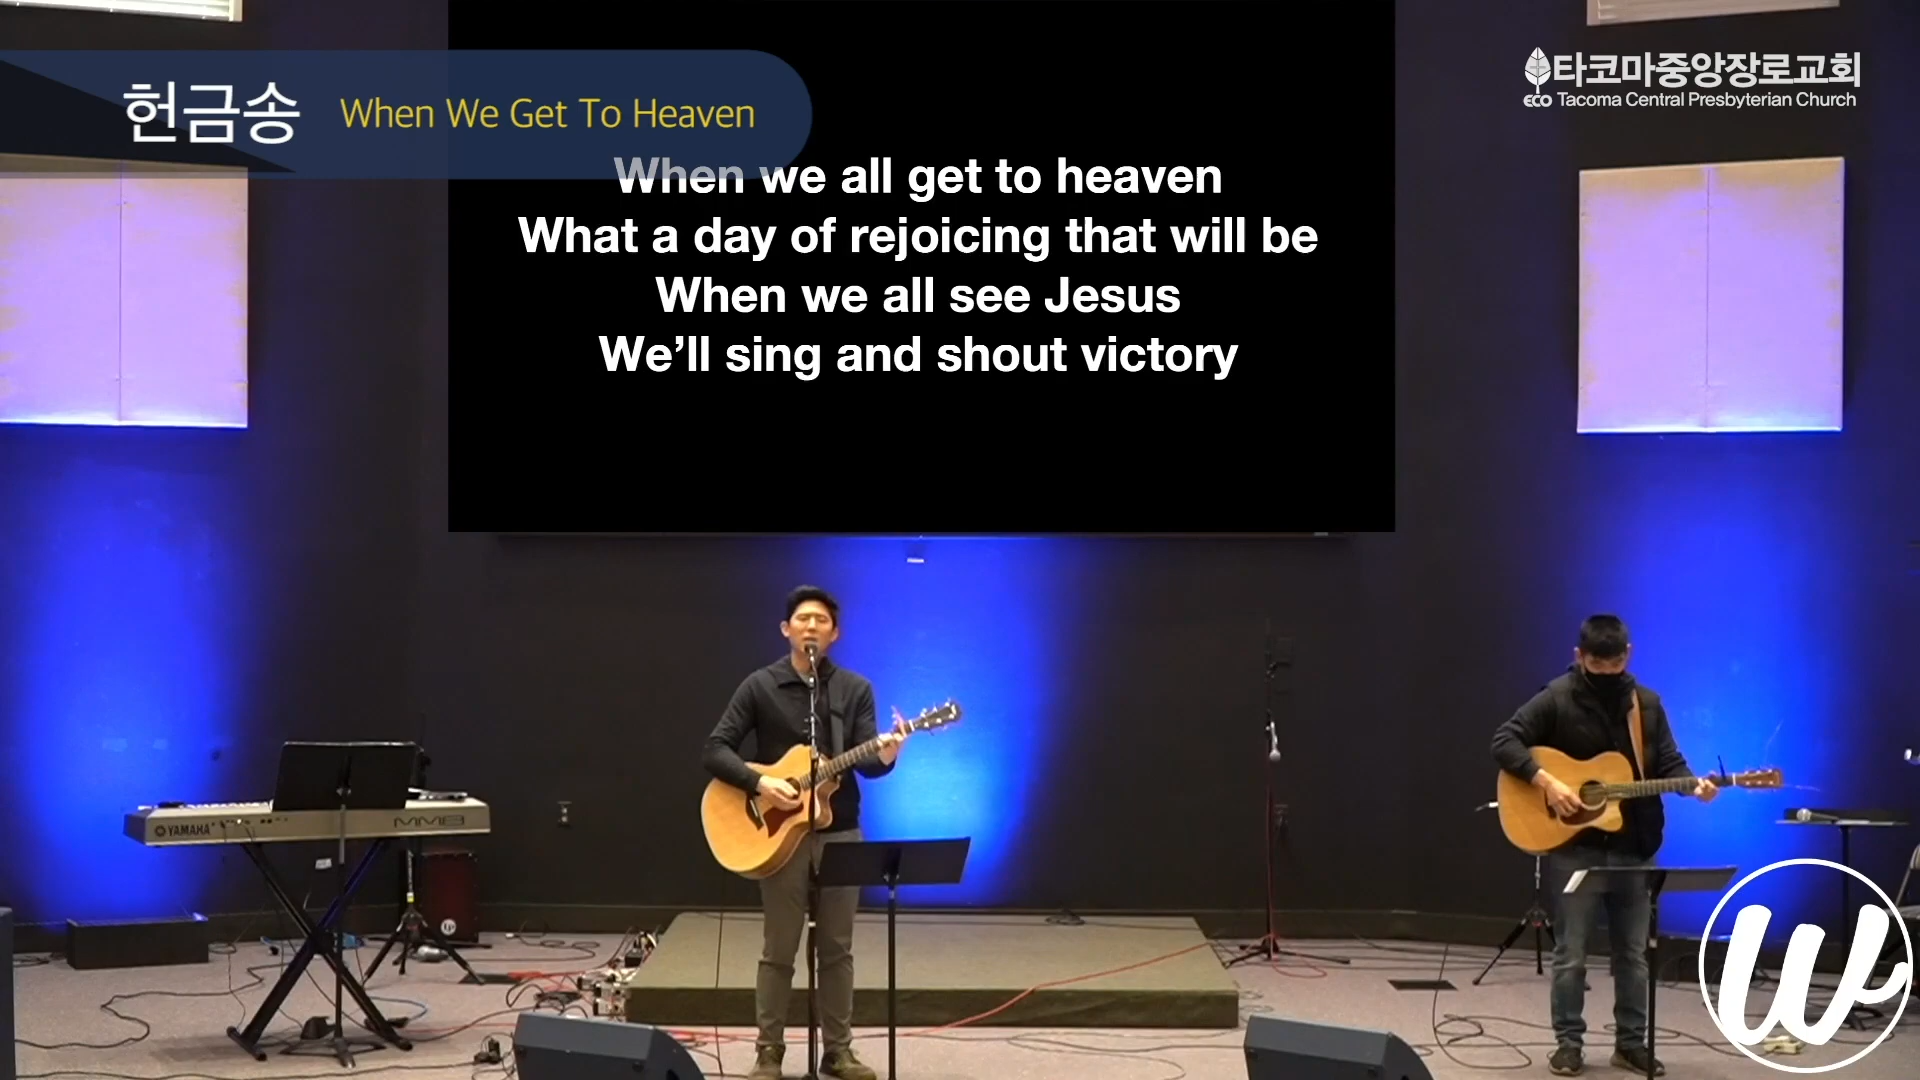 헌금송 When We Get To Heaven
타코마중앙장로교회
ECO Tacoma Central Presbyterian Church
When we all get to heaven
What a day of rejoicing that will be
When we all see Jesus
We’ll sing and shout victory
YAMAHA MM8
LP
W